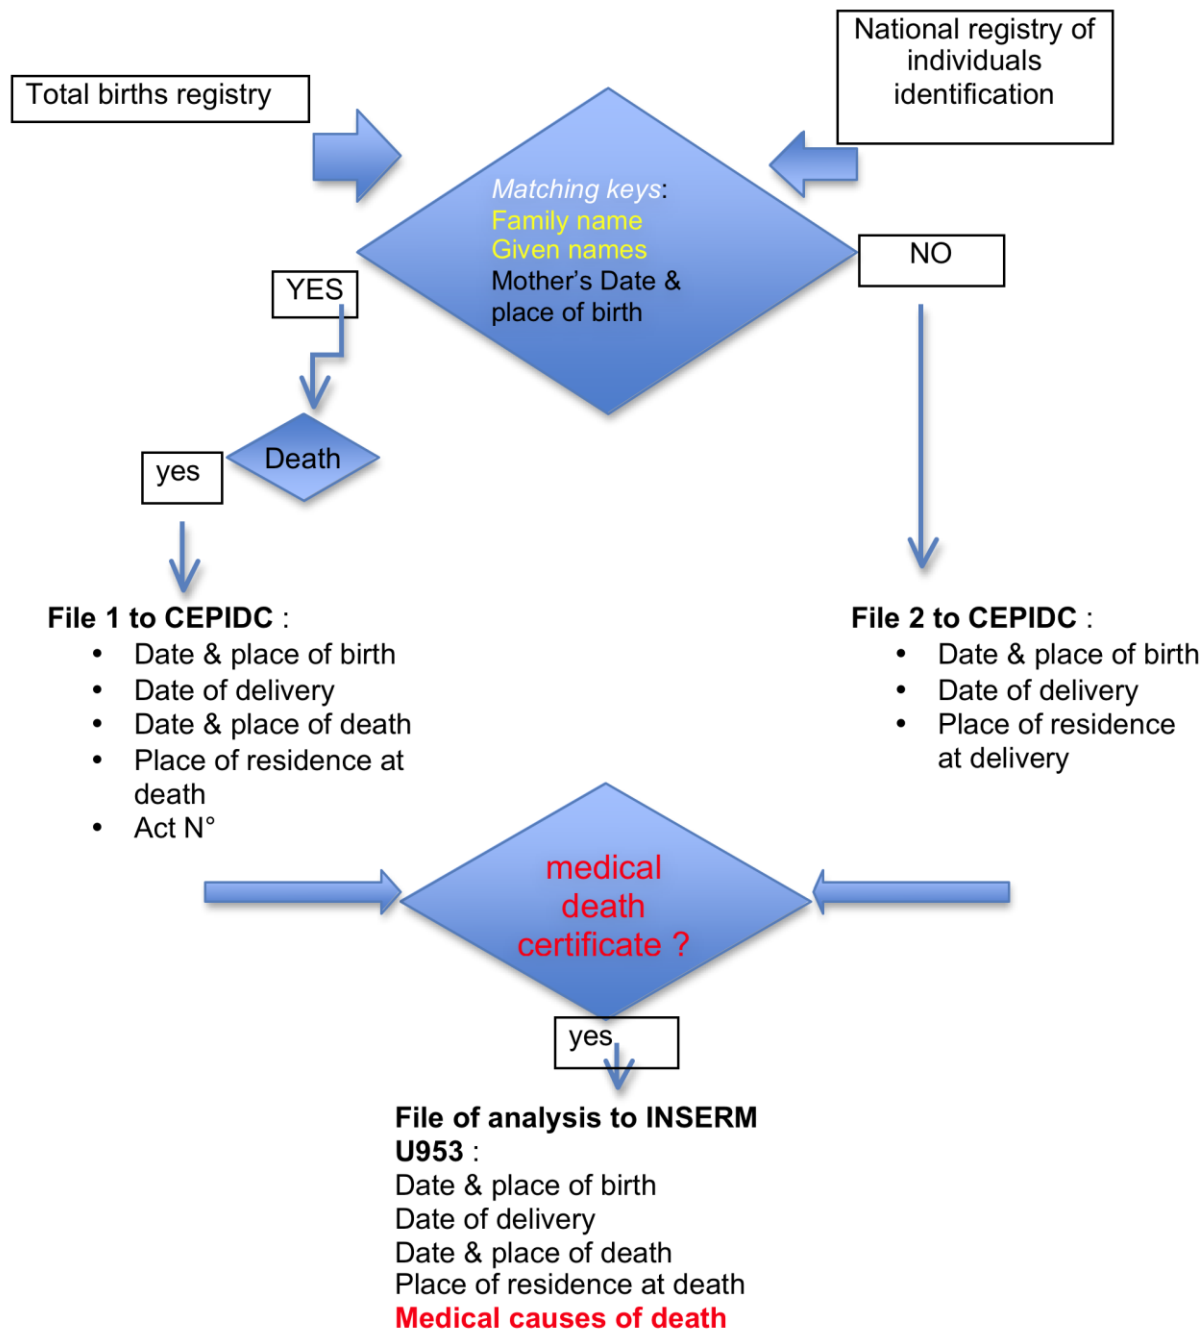 National registry of
individuals
identification
Total births registry
Matching keys:
Family name
Given names
Mother's Date &
place of birth
YES
NO
Death
yes
File 1 to CEPIDC :
• Date & place of birth
• Date of delivery
• Date & place of death
• Place of residence at
death
• Act N°
File 2 to CEPIDC :
• Date & place of birth
• Date of delivery
• Place of residence
at delivery
medical
death
certificate ?
yes
File of analysis to INSERM
U953 :
Date & place of birth
Date of delivery
Date & place of death
Place of residence at death
Medical causes of death